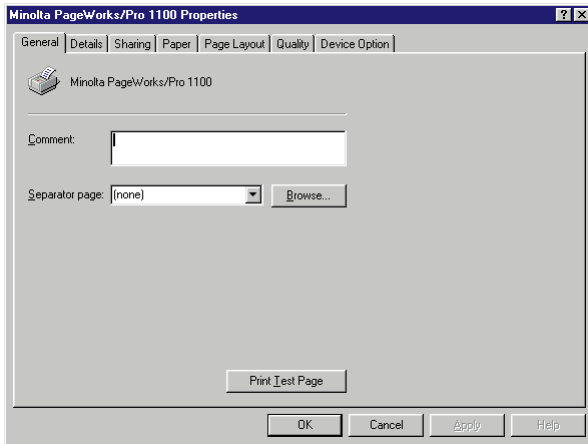 Minolta PageWorks/Pro 1100 Properties
General Details Sharing Paper Page Layout Quality Device Option
Minolta PageWorks/Pro 1100
Comment:
Separator page: (none) Browse...
Print Test Page
OK Cancel Apply Help